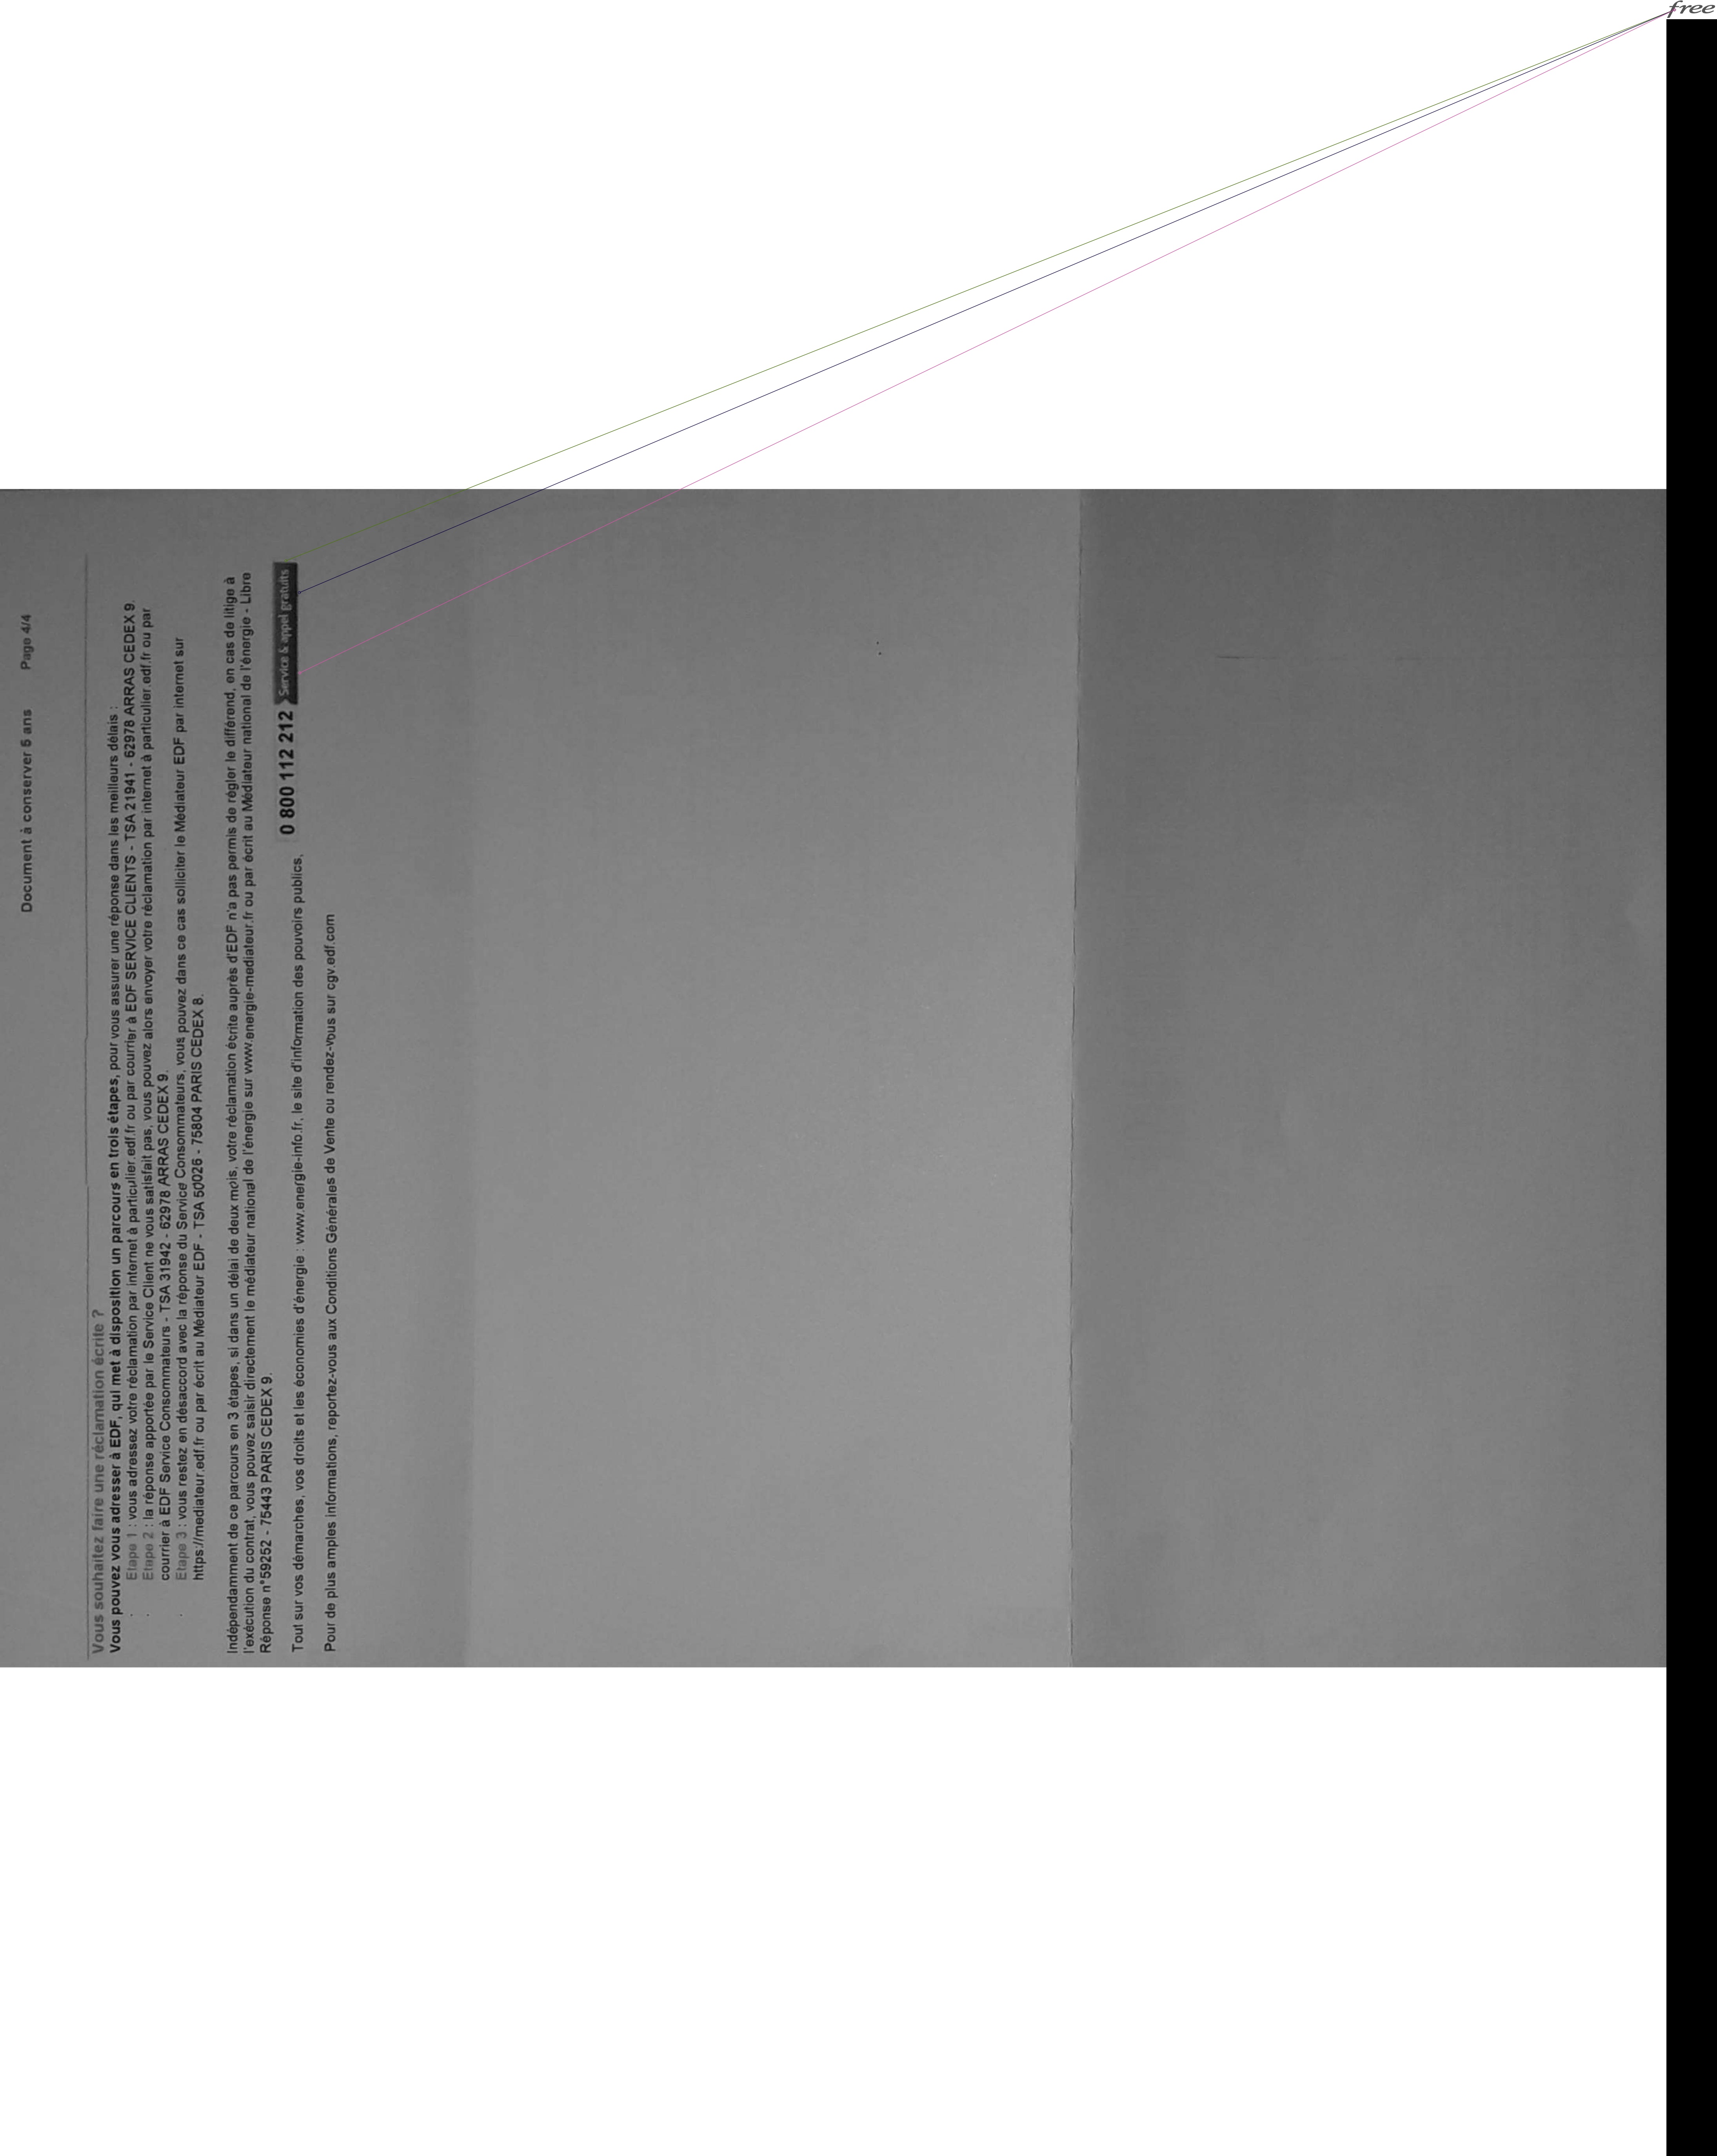 free
Document à conserver 5 ans Page 4/4
Vous souhaitez faire une réclamation écrite ?
Vous pouvez vous adresser à EDF, qui met à disposition un parcours en trois étapes, pour vous assurer une réponse dans les meilleurs délais :
Etape 1 : vous adressez votre réclamation par internet à particulier.edf.fr ou par courrier à EDF SERVICE CLIENTS - TSA 21941 - 62978 ARRAS CEDEX 9.
Etape 2 : la réponse apportée par le Service Client ne vous satisfait pas, vous pouvez alors envoyer votre réclamation par internet à particulier.edf.fr ou par
courrier à EDF Service Consommateurs - TSA 31942 - 62978 ARRAS CEDEX 9.
Etape 3 : vous restez en désaccord avec la réponse du Service Consommateurs, vous pouvez dans ce cas solliciter le Médiateur EDF par internet sur
https://mediateur.edf.fr ou par écrit au Médiateur EDF - TSA 50026 - 75804 PARIS CEDEX 8.
Indépendamment de ce parcours en 3 étapes, si dans un délai de deux mois, votre réclamation écrite auprès d'EDF n'a pas permis de régler le différend, en cas de litige à
l'exécution du contrat, vous pouvez saisir directement le médiateur national de l'énergie sur www.energie-mediateur.fr ou par écrit au Médiateur national de l'énergie - Libre
Réponse n°59252 - 75443 PARIS CEDEX 9.
Tout sur vos démarches, vos droits et les économies d'énergie : www.energie-info.fr, le site d'information des pouvoirs publics, 0 800 112 212 Service & appel gratuits
Pour de plus amples informations, reportez-vous aux Conditions Générales de Vente ou rendez-vous sur cgv.edf.com